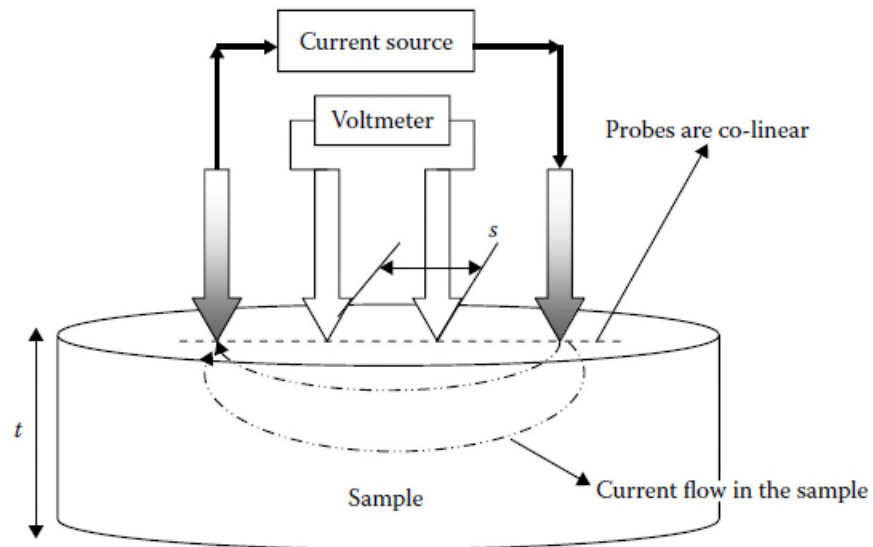 Current source
Voltmeter
Probes are co-linear
s
t
Sample
Current flow in the sample